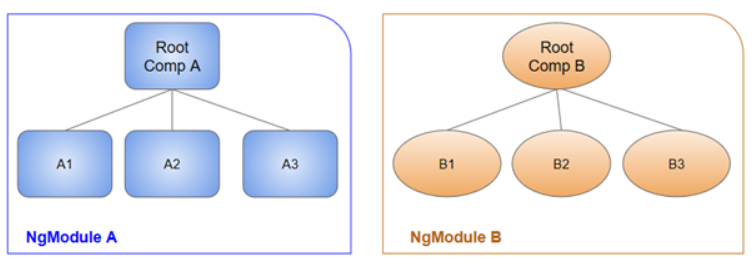 Root
Comp A
A1
A2
A3
NgModule A
Root
Comp B
B1
B2
B3
NgModule B